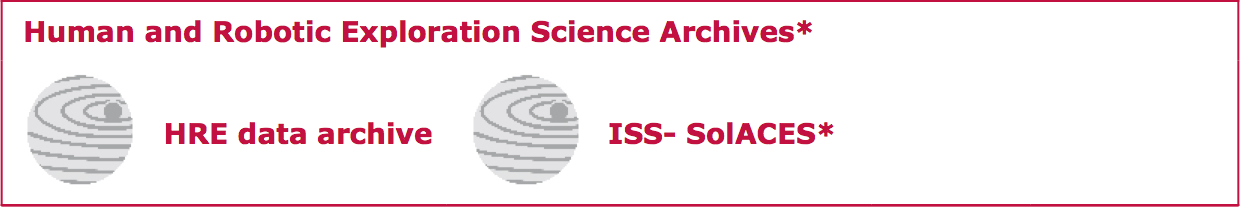 Human and Robotic Exploration Science Archives*
HRE data archive
ISS- SolACES*